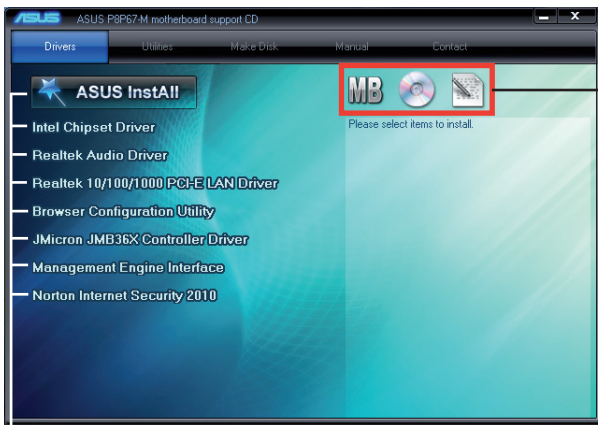 ASUS ASUS P8P67-M motherboard support CD
Drivers Utilities Make Disk Manual Contact
ASUS InstAll
MB
Please select items to install.
Intel Chipset Driver
Realtek Audio Driver
Realtek 10/100/1000 PCI-E LAN Driver
Browser Configuration Utility
JMicron JMB36X Controller Driver
Management Engine Interface
Norton Internet Security 2010